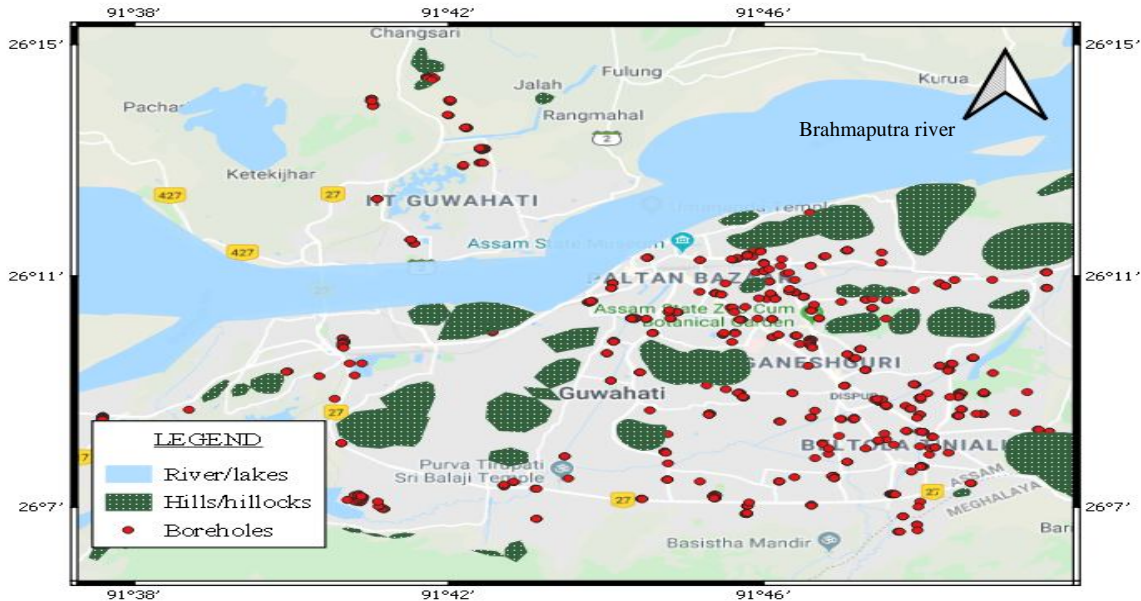 91°38′ 91°42′ 91°46′
26°15′ 26°15′
Changsari
Fulung
Kurua
Jalah
Rangmahal
2
Brahmaputra river
Ketekijhar
427 27
427
GUWAHATI
Assam State Museum
26°11′ 26°11′
PALTAN BAZAAR
Assam State Zoo Cum
Botanical Garden
GANESHGURI
Guwahati
DISPUR
27
LEGEND
River/lakes
Hills/hillocks
Boreholes
BELTOLA TINIALI
Purva Tirupati
Sri Balaji Temple
27 27
ASSAM
MEGHALAYA
26°7′ 26°7′
Basistha Mandir
91°38′ 91°42′ 91°46′